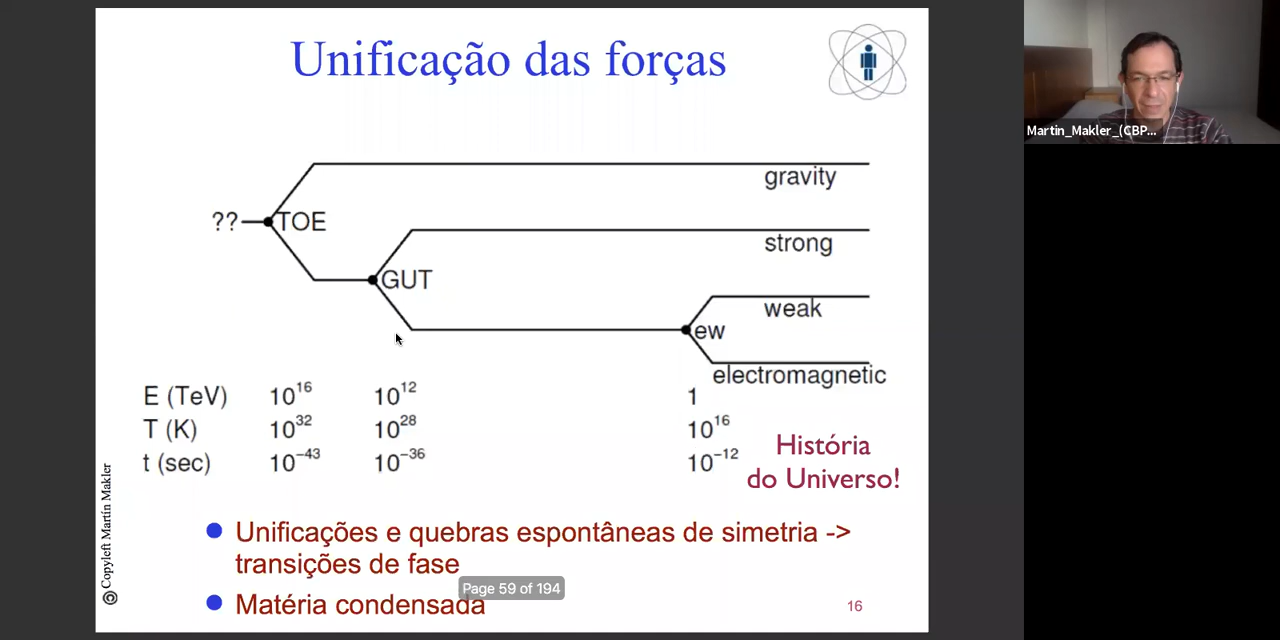 Unificação das forças
Martin_Makler_(CBP...
gravity
?? TOE
strong
GUT
weak
ew
electromagnetic
E (TeV) 10^16 10^12 1
T (K) 10^32 10^28 10^16
t (sec) 10^−43 10^−36 10^−12
História
do Universo!
© Copyleft Martín Makler
Unificações e quebras espontâneas de simetria ->
transições de fase
Page 59 of 194
Matéria condensada
16